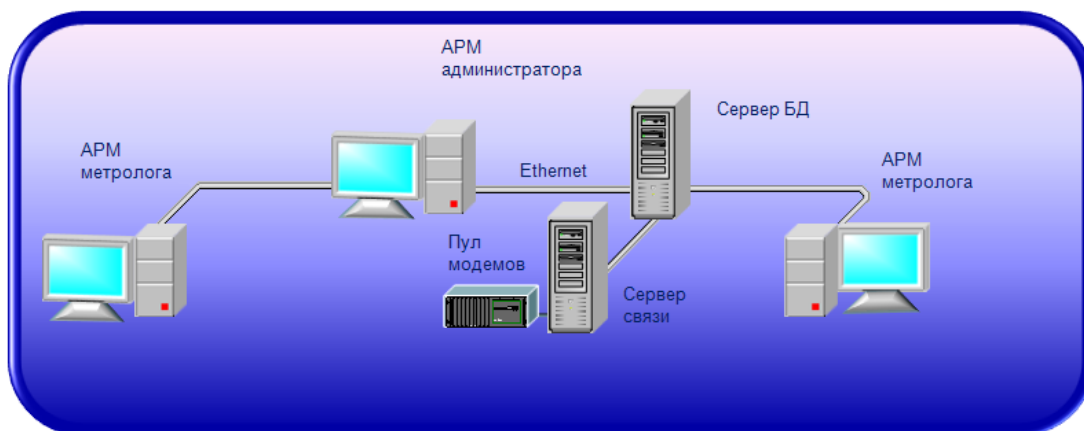 АРМ
администратора
Сервер БД
АРМ
метролога
Ethernet
АРМ
метролога
Пул
модемов
Сервер
связи